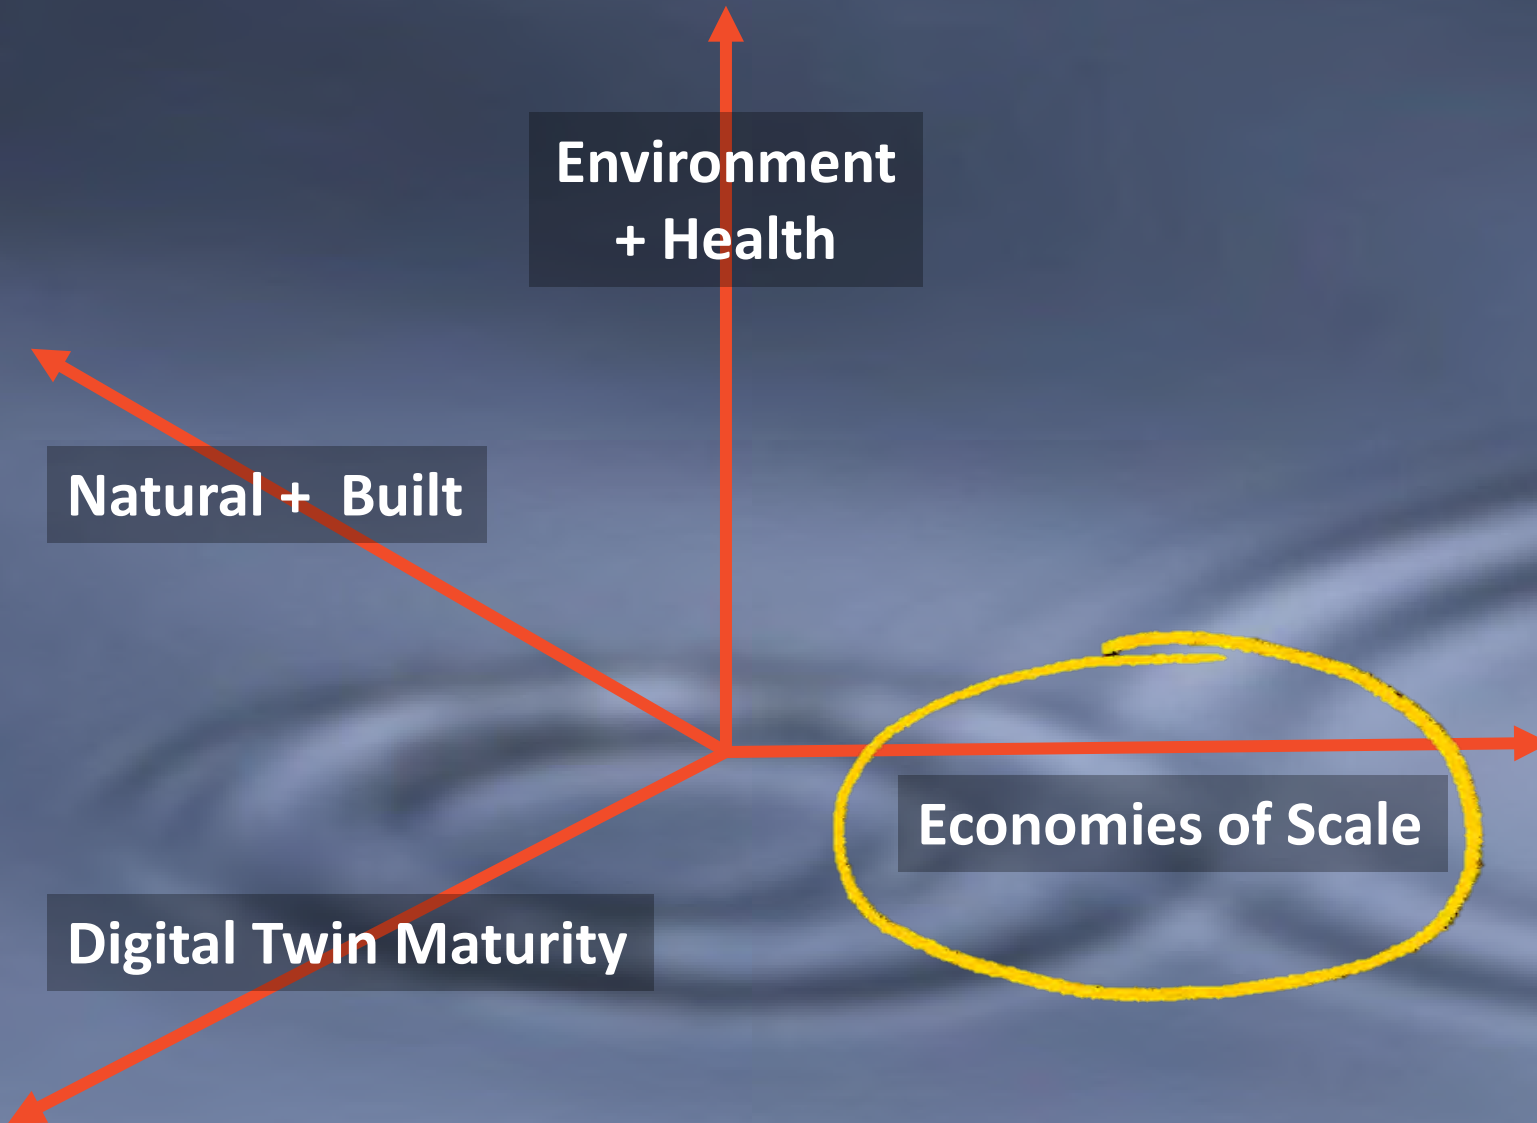 Environment
+ Health
Natural + Built
Economies of Scale
Digital Twin Maturity